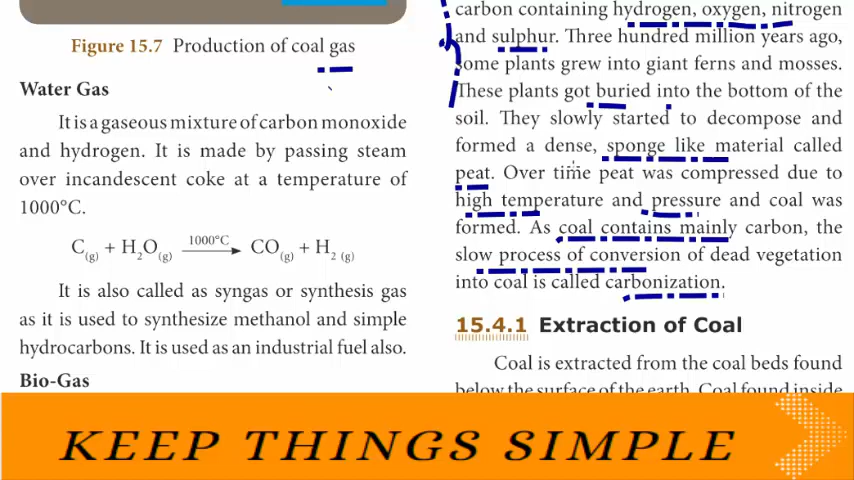 Figure 15.7 Production of coal gas
Water Gas
It is a gaseous mixture of carbon monoxide
and hydrogen. It is made by passing steam
over incandescent coke at a temperature of
1000°C.
C(g) + H2O(g) 1000°C → CO(g) + H2 (g)
It is also called as syngas or synthesis gas
as it is used to synthesize methanol and simple
hydrocarbons. It is used as an industrial fuel also.
Bio-Gas
carbon containing hydrogen, oxygen, nitrogen
and sulphur. Three hundred million years ago,
some plants grew into giant ferns and mosses.
These plants got buried into the bottom of the
soil. They slowly started to decompose and
formed a dense, sponge like material called
peat. Over time peat was compressed due to
high temperature and pressure and coal was
formed. As coal contains mainly carbon, the
slow process of conversion of dead vegetation
into coal is called carbonization.
15.4.1 Extraction of Coal
Coal is extracted from the coal beds found
below the surface of the earth. Coal found inside
KEEP THINGS SIMPLE